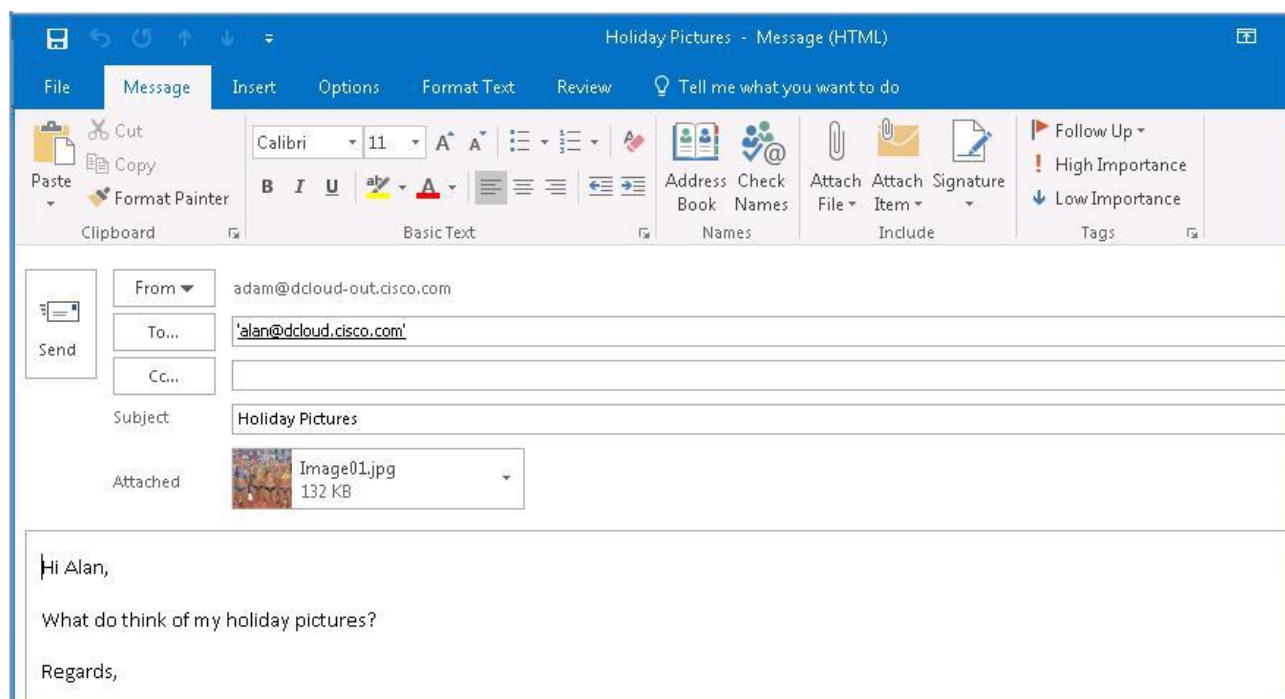 Holiday Pictures - Message (HTML)
File Message Insert Options Format Text Review Tell me what you want to do
Cut
Copy
Paste
Format Painter
Clipboard
Calibri 11
B I U
Basic Text
Address Book
Check Names
Names
Attach File
Attach Item
Signature
Include
Follow Up
High Importance
Low Importance
Tags
Send
From adam@dcloud-out.cisco.com
To... 'alan@dcloud.cisco.com'
Cc...
Subject Holiday Pictures
Attached Image01.jpg
132 KB
Hi Alan,
What do think of my holiday pictures?
Regards,